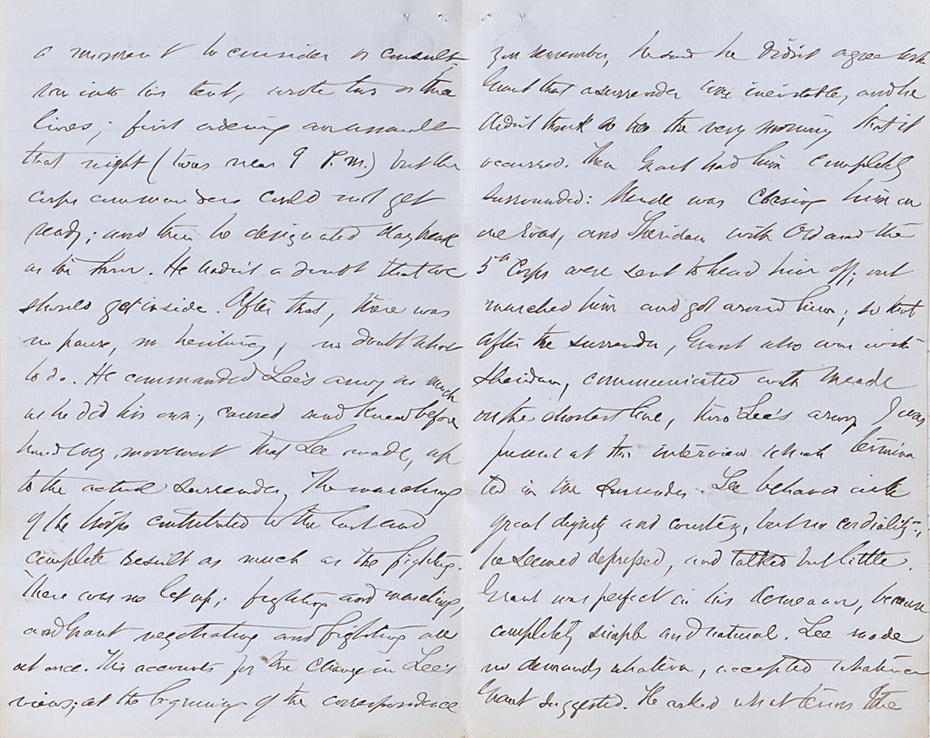 a moment to consider or consult
ran into his tent, wrote two or three
lines; first ordering an assault
that night (twas near 9 P.M.) but the
corps commanders could not get
ready; and then he designated daybreak
as the hour. He hadn't a doubt that we
should get inside. After that, there was
no pause, no hesitancy, no doubt about
to do. He commanded Lee's army as much
as he did his own; caused and knew before
hand every movement that Lee made, up
to the actual surrender. The marching
of the troops contributed to the last and
complete result as much as the fighting.
There was no let up; fighting and marching,
and Grant negotiating and fighting all
at once. This accounts for the change in Lee's
views; at the beginning of the correspondence
you remember, he said he didn't agree with
Grant that a surrender was inevitable, and he
didn't think so till the very morning that it
occurred. Then Grant had him completely
surrounded: Meade was closing him in
one road, and Sheridan with Ord and the
5th Corps were sent to head him off; out
marched him and got around him; so that
after the surrender, Grant who was with
Sheridan, communicated with Meade
on the shortest line, thro' Lee's army. I was
present at the interview which termina
ted in the surrender. Lee behaved with
great dignity and courtesy, but no cordiality;
he seemed depressed, and talked but little.
Grant was perfect in his demeanor, because
completely simple and natural. Lee made
no demands whatever, accepted whatever
Grant suggested. He asked what terms the